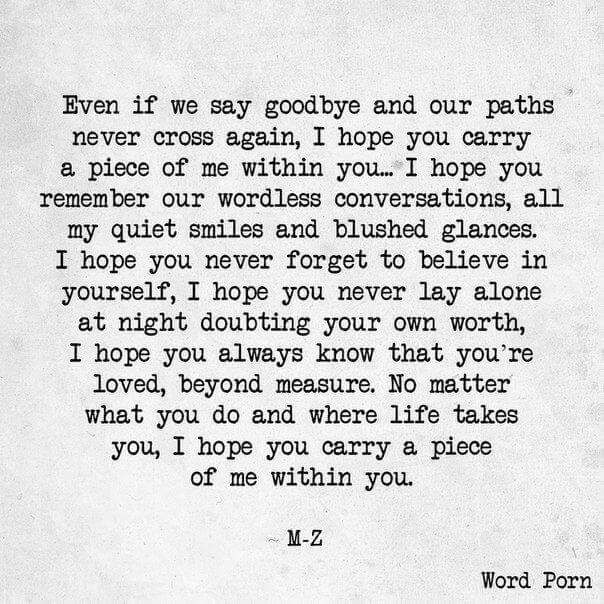 Even if we say goodbye and our paths
never cross again, I hope you carry
a piece of me within you... I hope you
remember our wordless conversations, all
my quiet smiles and blushed glances.
I hope you never forget to believe in
yourself, I hope you never lay alone
at night doubting your own worth,
I hope you always know that you're
loved, beyond measure. No matter
what you do and where life takes
you, I hope you carry a piece
of me within you.
~ M-Z
Word Porn